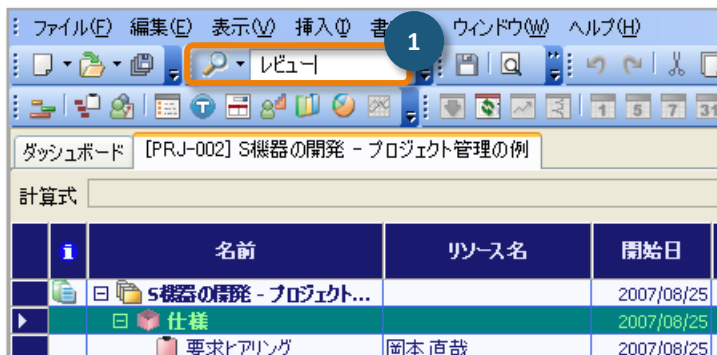 ファイル(F) 編集(E) 表示(V) 挿入(I) 書 ウィンドウ(W) ヘルプ(H)
1
レビュー
1 5 7 31
ダッシュボード [PRJ-002] S機器の開発 - プロジェクト管理の例
計算式
i 名前 リソース名 開始日
S機器の開発 - プロジェクト... 2007/08/25
仕様 2007/08/25
要求ヒアリング 岡本 直哉 2007/08/25